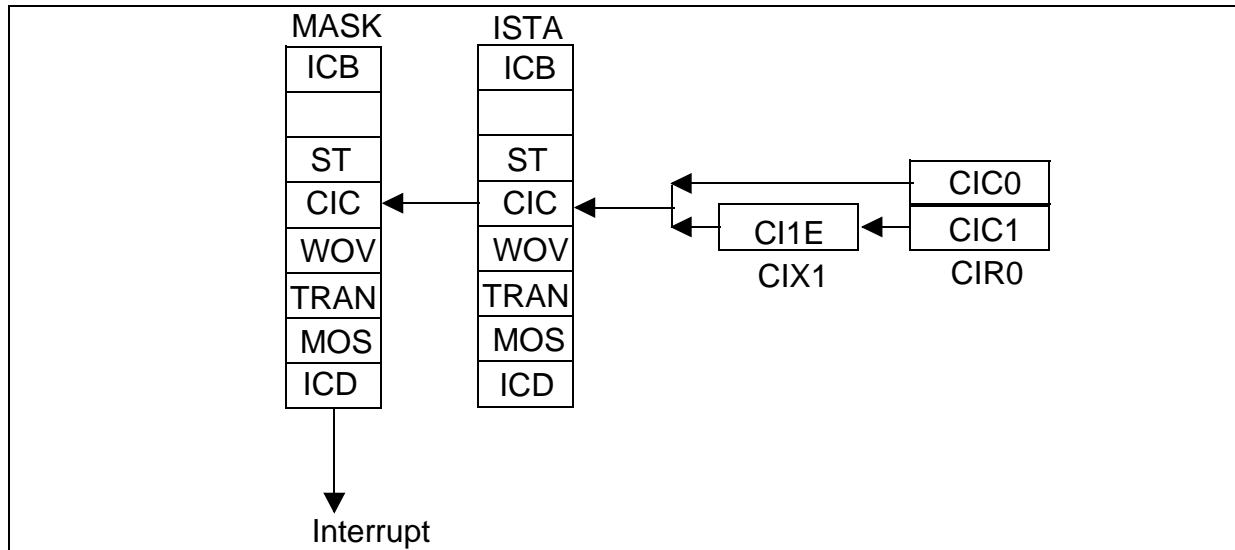 MASK ISTA
ICB ICB
ST ST
CIC CIC
WOV WOV
TRAN TRAN
MOS MOS
ICD ICD
CIC0
CI1E CIC1
CIX1 CIR0
Interrupt